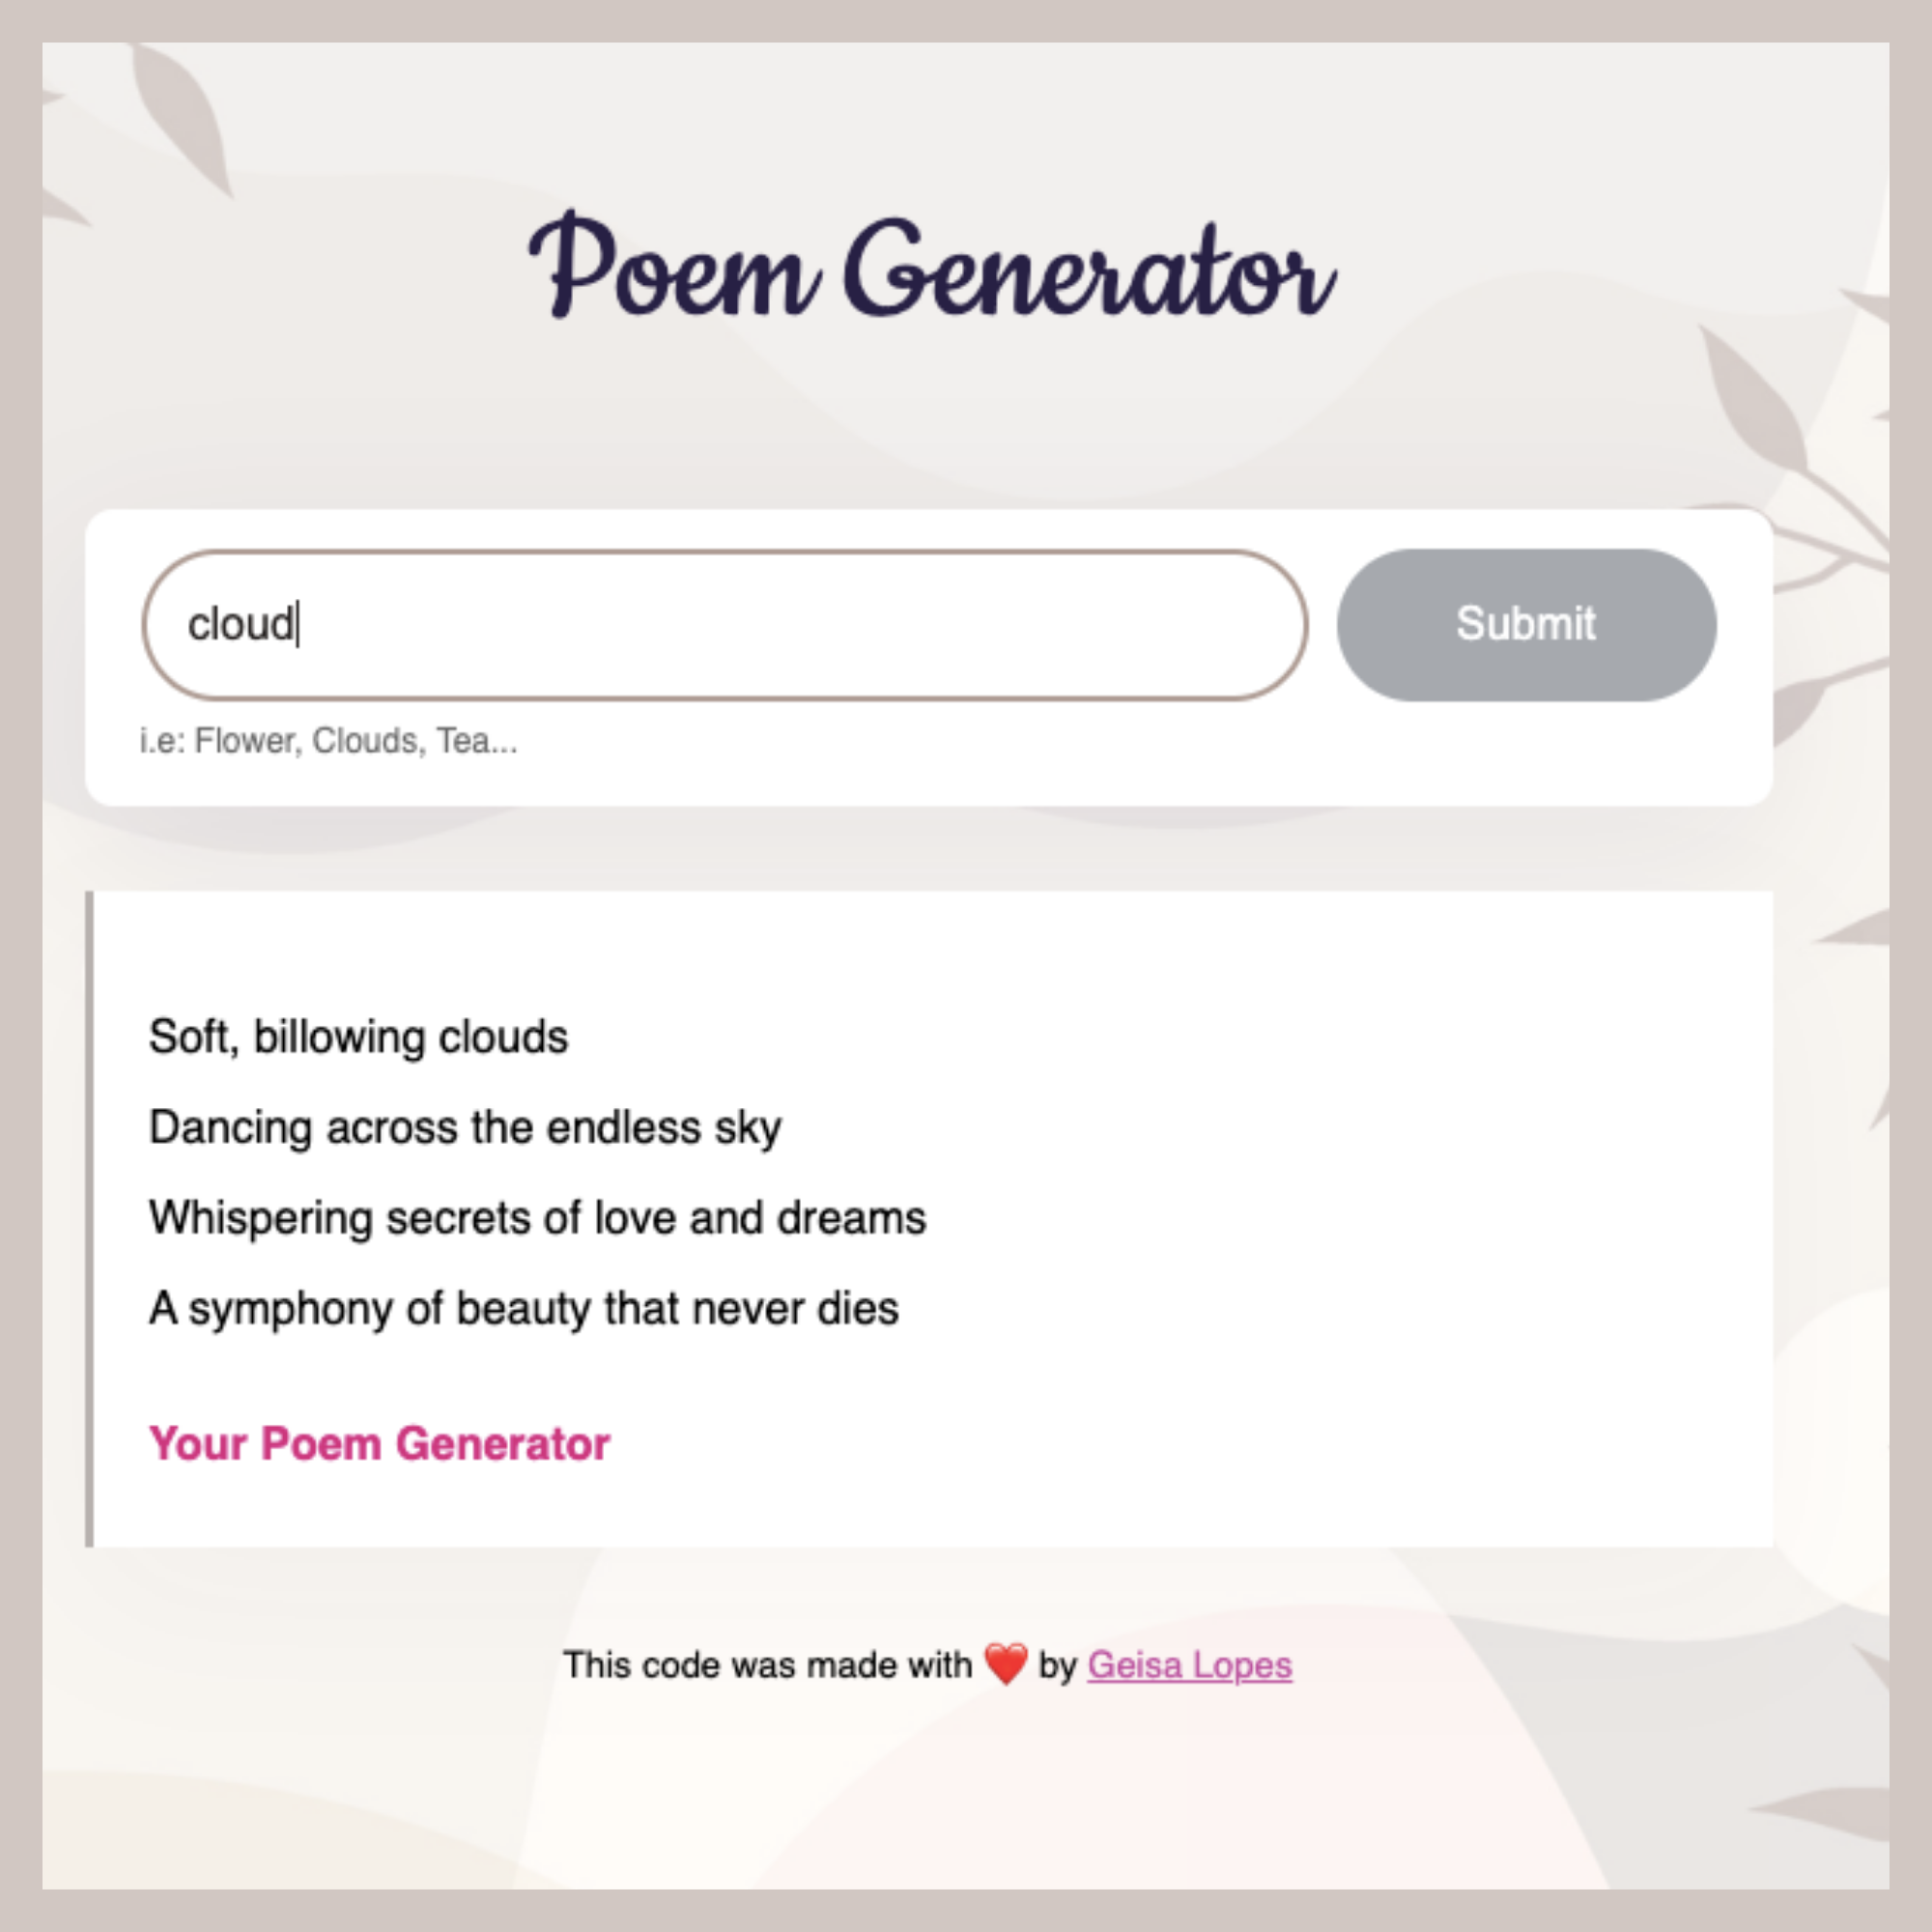 Poem Generator
cloud
Submit
i.e: Flower, Clouds, Tea...
Soft, billowing clouds
Dancing across the endless sky
Whispering secrets of love and dreams
A symphony of beauty that never dies
Your Poem Generator
This code was made with ❤️ by Geisa Lopes